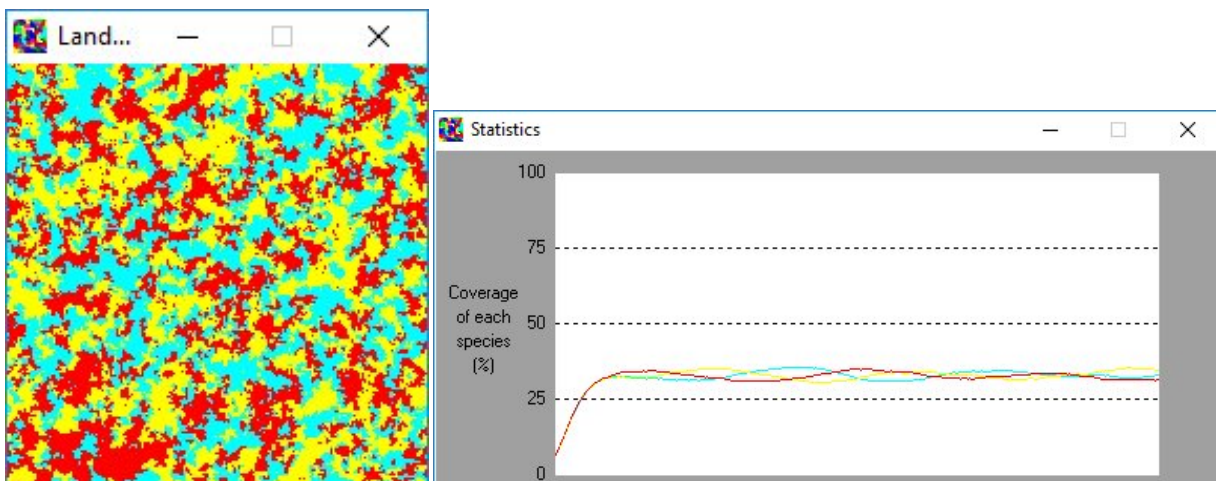 Land...
Statistics
100
75
Coverage
of each
species
(%)
50
25
0